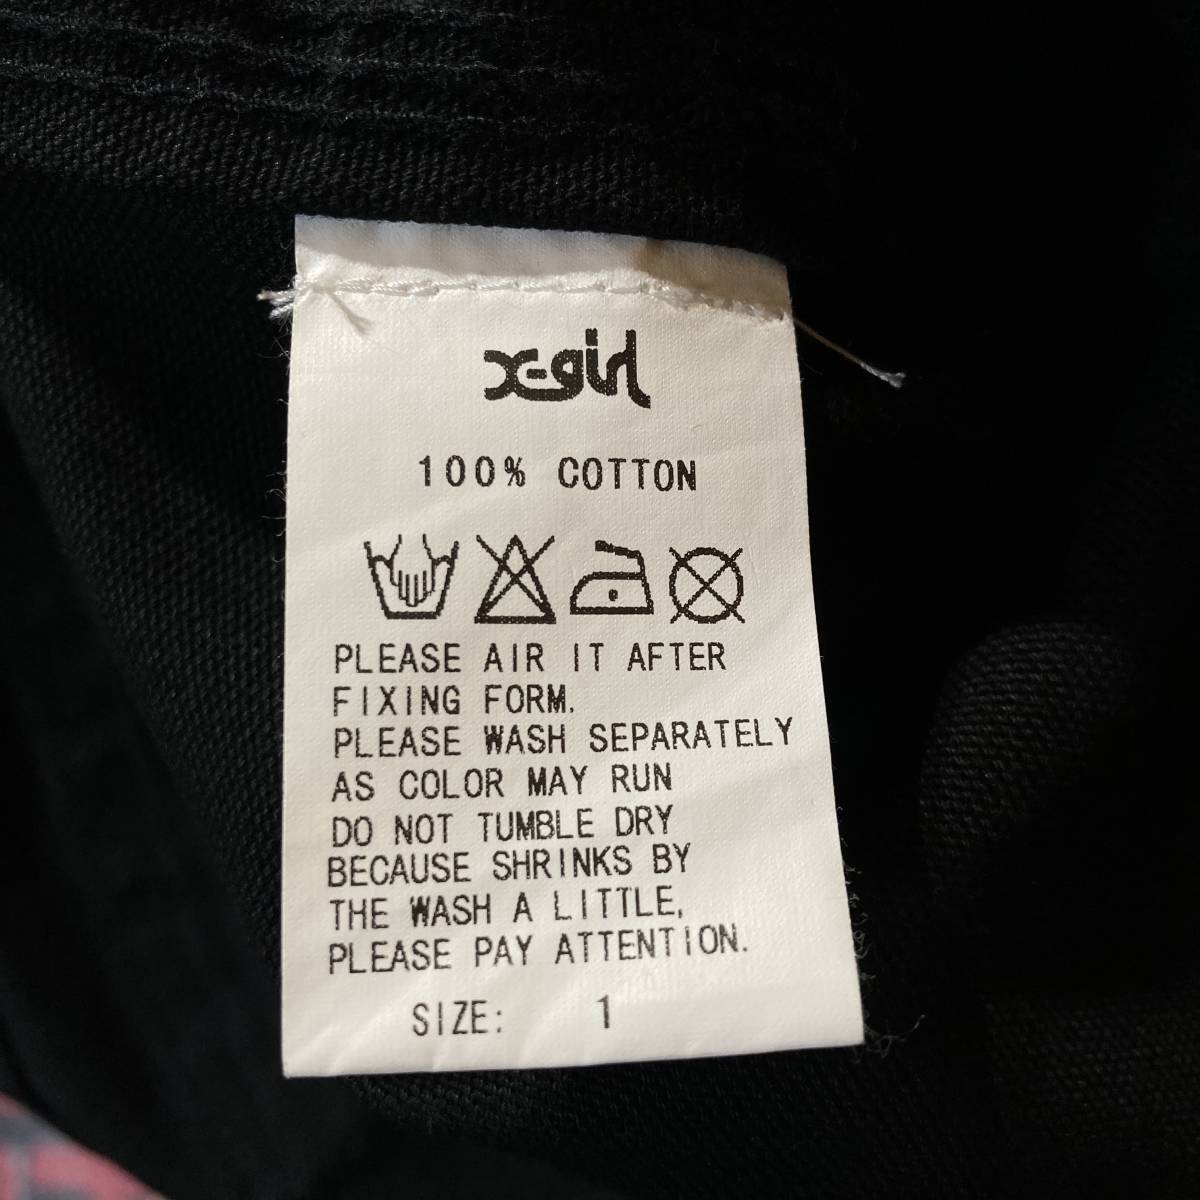 X-girl
100% COTTON
PLEASE AIR IT AFTER
FIXING FORM.
PLEASE WASH SEPARATELY
AS COLOR MAY RUN
DO NOT TUMBLE DRY
BECAUSE SHRINKS BY
THE WASH A LITTLE,
PLEASE PAY ATTENTION.
SIZE: 1